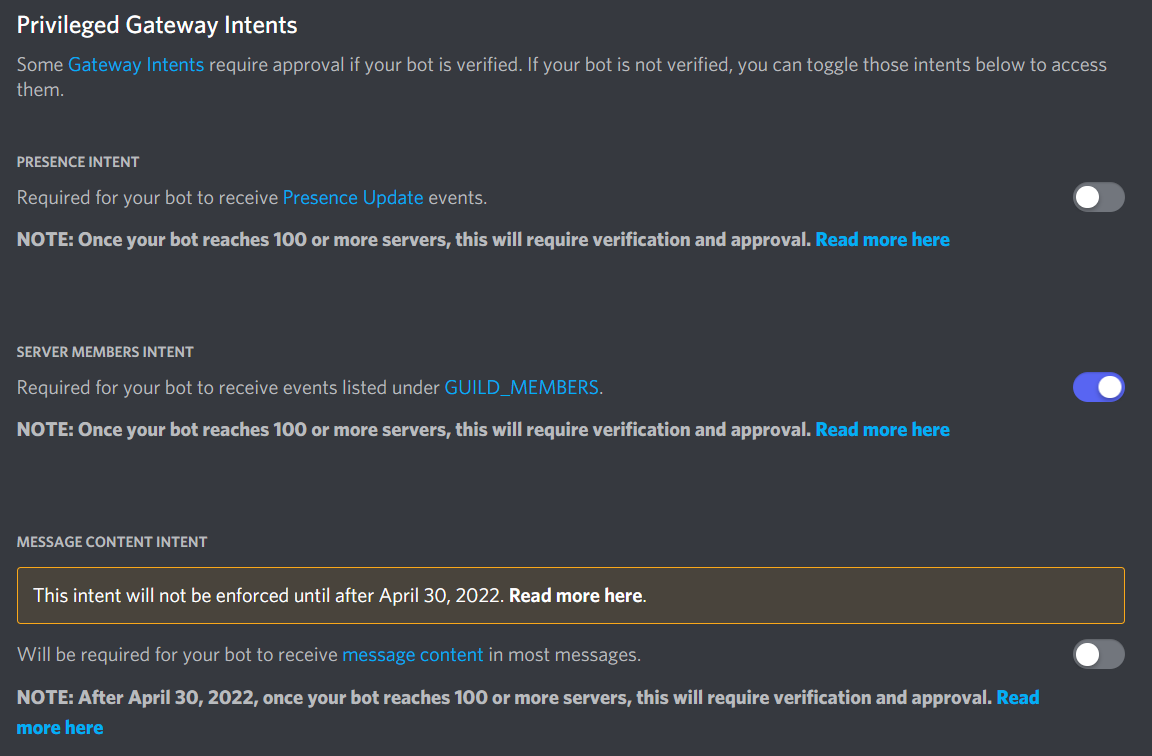 Privileged Gateway Intents
Some Gateway Intents require approval if your bot is verified. If your bot is not verified, you can toggle those intents below to access
them.
PRESENCE INTENT
Required for your bot to receive Presence Update events.
NOTE: Once your bot reaches 100 or more servers, this will require verification and approval. Read more here
SERVER MEMBERS INTENT
Required for your bot to receive events listed under GUILD_MEMBERS.
NOTE: Once your bot reaches 100 or more servers, this will require verification and approval. Read more here
MESSAGE CONTENT INTENT
This intent will not be enforced until after April 30, 2022. Read more here.
Will be required for your bot to receive message content in most messages.
NOTE: After April 30, 2022, once your bot reaches 100 or more servers, this will require verification and approval. Read
more here